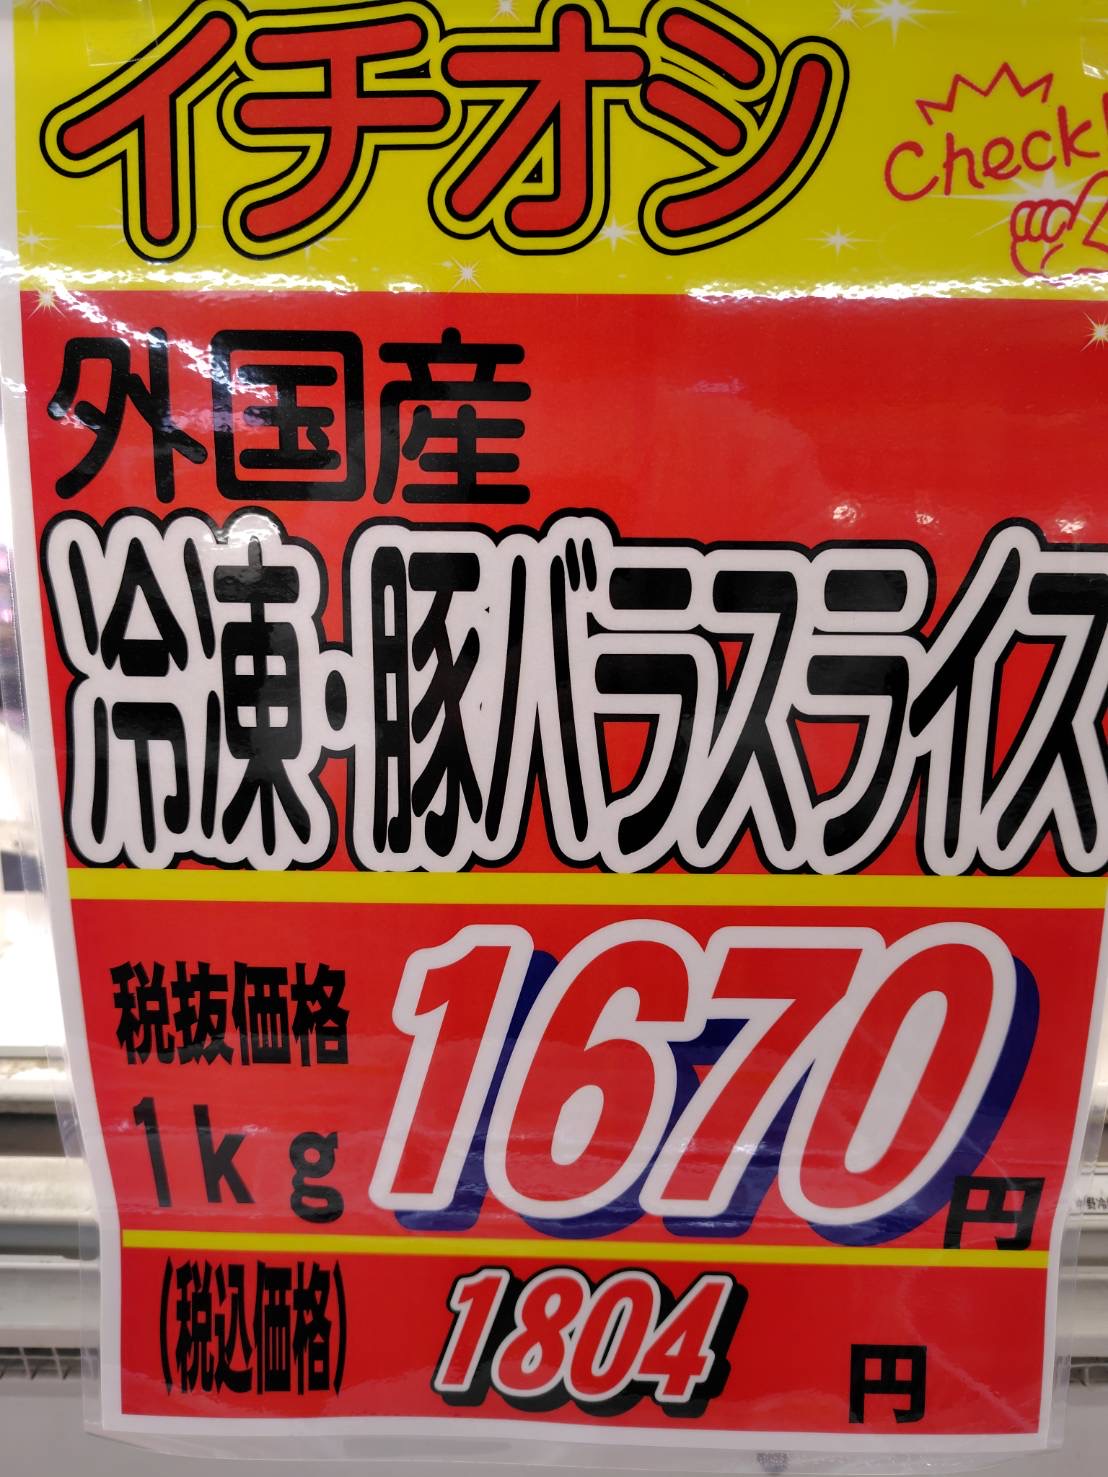 イチオシ
Check!
外国産
冷凍・豚バラスライス
税抜価格
1kg
1670円
(税込価格)
1804円